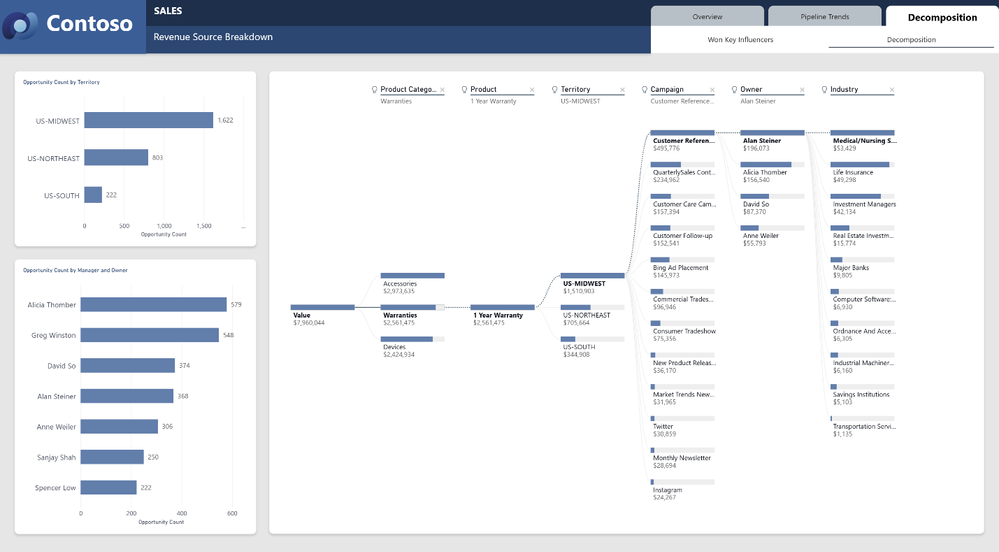 Contoso
SALES
Revenue Source Breakdown
Overview
Pipeline Trends
Decomposition
Won Key Influencers
Decomposition
Opportunity Count by Territory
US-MIDWEST
1,622
US-NORTHEAST
803
US-SOUTH
222
0 500 1,000 1,500 ...
Opportunity Count
Opportunity Count by Manager and Owner
Alicia Thomber
579
Greg Winston
548
David So
374
Alan Steiner
368
Anne Weiler
306
Sanjay Shah
250
Spencer Low
222
0 200 400 600
Opportunity Count
Product Catego...
Warranties
Product
1 Year Warranty
Territory
US-MIDWEST
Campaign
Customer Reference...
Owner
Alan Steiner
Industry
Value
$7,960,044
Accessories
$2,973,635
Warranties
$2,561,475
Devices
$2,424,934
1 Year Warranty
$2,561,475
US-MIDWEST
$1,510,903
US-NORTHEAST
$705,664
US-SOUTH
$344,908
Customer Referen...
$495,776
QuarterlySales Cont...
$234,962
Customer Care Cam...
$157,394
Customer Follow-up
$152,541
Bing Ad Placement
$145,973
Commercial Trades...
$96,946
Consumer Tradeshow
$75,356
New Product Releas...
$36,170
Market Trends New...
$31,965
Twitter
$30,859
Monthly Newsletter
$28,694
Instagram
$24,267
Alan Steiner
$196,073
Alicia Thomber
$156,540
David So
$87,370
Anne Weiler
$55,793
Medical/Nursing S...
$53,429
Life Insurance
$49,298
Investment Managers
$42,134
Real Estate Investm...
$15,774
Major Banks
$9,805
Computer Software:...
$6,930
Ordnance And Acce...
$6,305
Industrial Machiner...
$6,160
Savings Institutions
$5,103
Transportation Servi...
$1,135